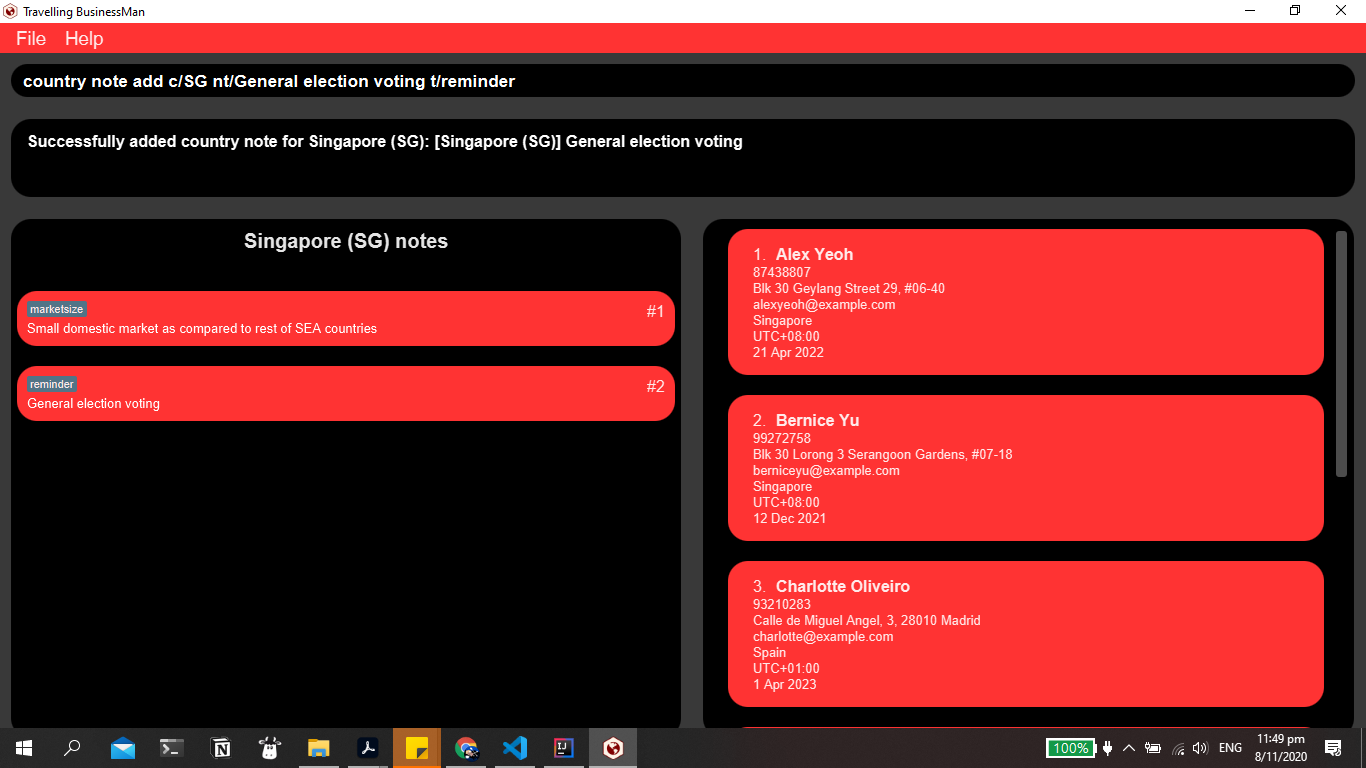 Travelling BusinessMan
File Help
country note add c/SG nt/General election voting t/reminder
Successfully added country note for Singapore (SG): [Singapore (SG)] General election voting
Singapore (SG) notes
marketsize
#1
Small domestic market as compared to rest of SEA countries
reminder
#2
General election voting
1. Alex Yeoh
87438807
Blk 30 Geylang Street 29, #06-40
alexyeoh@example.com
Singapore
UTC+08:00
21 Apr 2022
2. Bernice Yu
99272758
Blk 30 Lorong 3 Serangoon Gardens, #07-18
berniceyu@example.com
Singapore
UTC+08:00
12 Dec 2021
3. Charlotte Oliveiro
93210283
Calle de Miguel Angel, 3, 28010 Madrid
charlotte@example.com
Spain
UTC+01:00
1 Apr 2023
100%
ENG
11:49 pm
8/11/2020